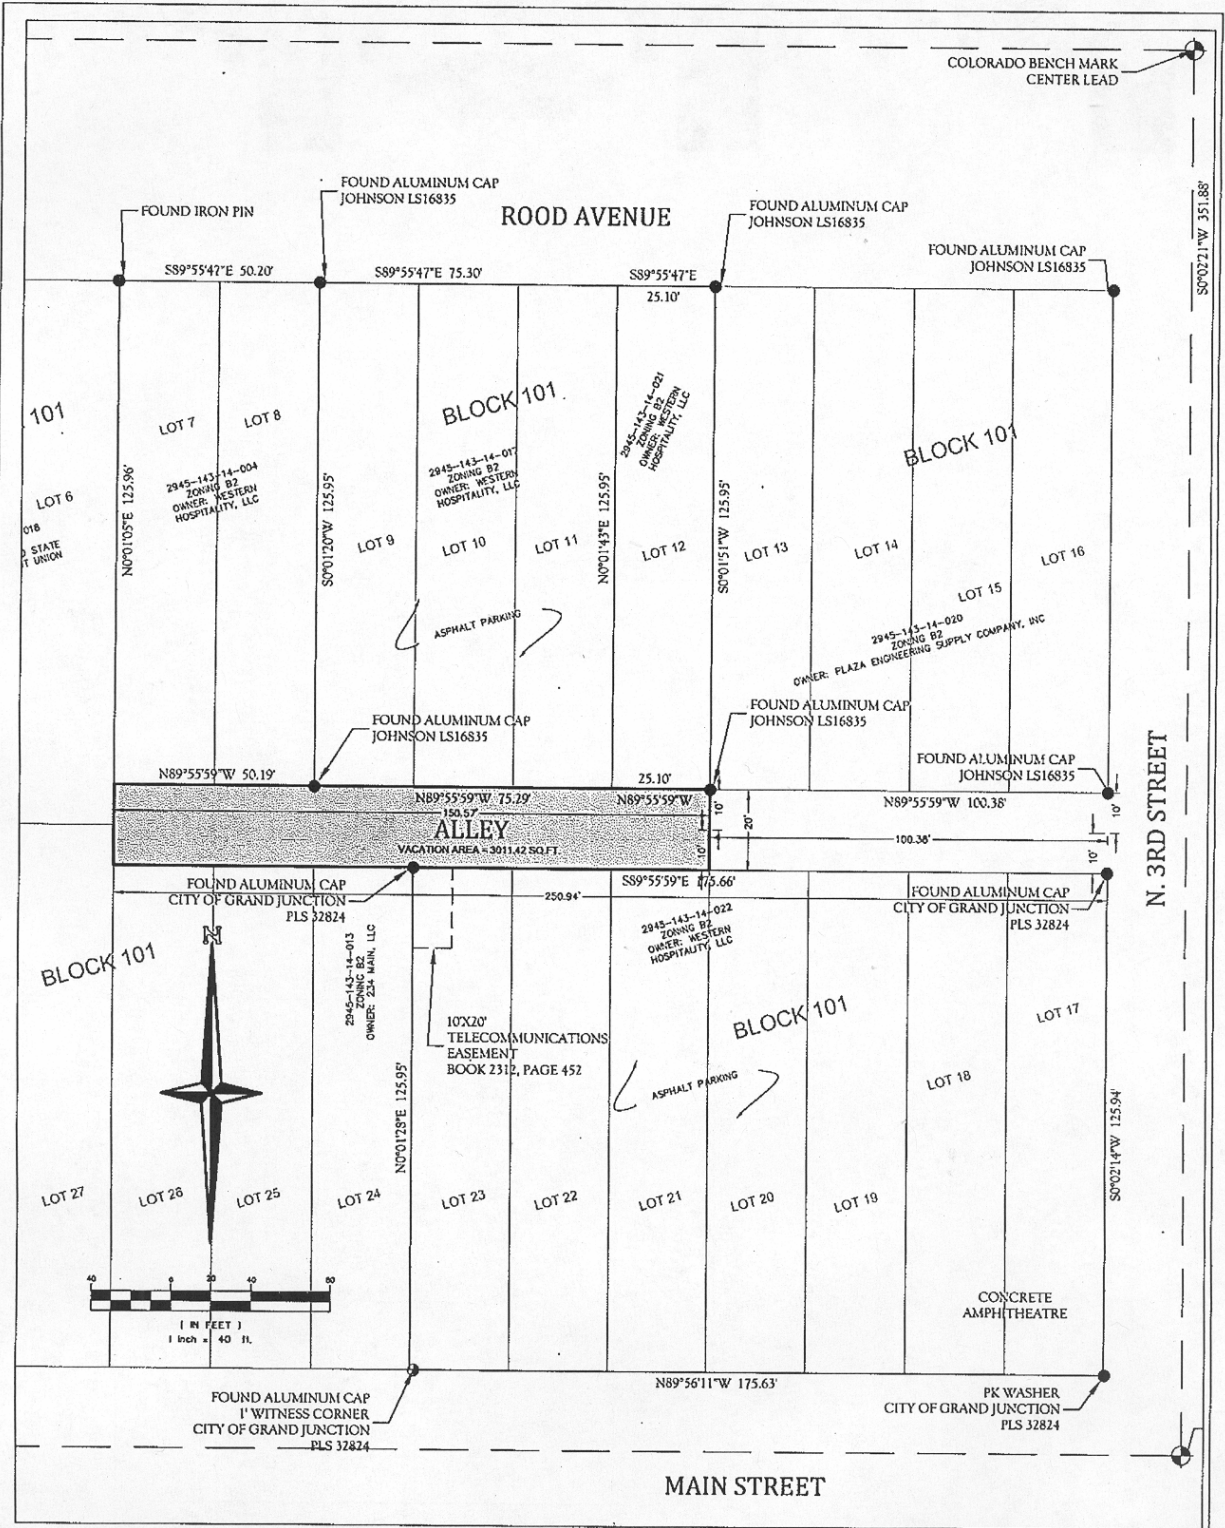 COLORADO BENCH MARK
CENTER LEAD
S0°02'21"W 351.88'
FOUND ALUMINUM CAP
JOHNSON LS16835
FOUND IRON PIN
ROOD AVENUE
FOUND ALUMINUM CAP
JOHNSON LS16835
FOUND ALUMINUM CAP
JOHNSON LS16835
S89°55'47"E 50.20'
S89°55'47"E 75.30'
S89°55'47"E
25.10'
101
LOT 7
LOT 8
BLOCK 101
2945-143-14-021
ZONING B2
OWNER: WESTERN
HOSPITALITY, LLC
BLOCK 101
LOT 6
018
STATE
T UNION
N0°01'05"E 125.96'
2945-143-14-004
ZONING B2
OWNER: WESTERN
HOSPITALITY, LLC
S0°01'20"W 125.95'
2945-143-14-017
ZONING B2
OWNER: WESTERN
HOSPITALITY, LLC
N0°01'43"E 125.95'
S0°01'51"W 125.95'
LOT 9
LOT 10
LOT 11
LOT 12
LOT 13
LOT 14
LOT 15
LOT 16
ASPHALT PARKING
2945-143-14-020
ZONING B2
OWNER: PLAZA ENGINEERING SUPPLY COMPANY, INC
FOUND ALUMINUM CAP
JOHNSON LS16835
FOUND ALUMINUM CAP
JOHNSON LS16835
FOUND ALUMINUM CAP
JOHNSON LS16835
N. 3RD STREET
N89°55'59"W 50.19'
25.10'
N89°55'59"W 75.29'
N89°55'59"W
N89°55'59"W 100.38'
150.57'
10'
20'
10'
ALLEY
100.38'
VACATION AREA = 3011.42 SQ.FT.
10'
10'
S89°55'59"E 175.66'
FOUND ALUMINUM CAP
CITY OF GRAND JUNCTION
PLS 32824
250.94'
FOUND ALUMINUM CAP
CITY OF GRAND JUNCTION
PLS 32824
2945-143-14-022
ZONING B2
OWNER: WESTERN
HOSPITALITY, LLC
N
BLOCK 101
2945-143-14-013
ZONING B2
OWNER: 234 MAIN, LLC
10'X20'
TELECOMMUNICATIONS
EASEMENT
BOOK 2312, PAGE 452
BLOCK 101
LOT 17
LOT 18
ASPHALT PARKING
N0°01'28"E 125.95'
S0°02'14"W 125.94'
LOT 27
LOT 26
LOT 25
LOT 24
LOT 23
LOT 22
LOT 21
LOT 20
LOT 19
40 0 20 40 80
( IN FEET )
1 inch = 40 ft.
CONCRETE
AMPHITHEATRE
N89°56'11"W 175.63'
FOUND ALUMINUM CAP
1' WITNESS CORNER
CITY OF GRAND JUNCTION
PLS 32824
PK WASHER
CITY OF GRAND JUNCTION
PLS 32824
MAIN STREET